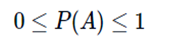 0 ≤ P(A) ≤ 1